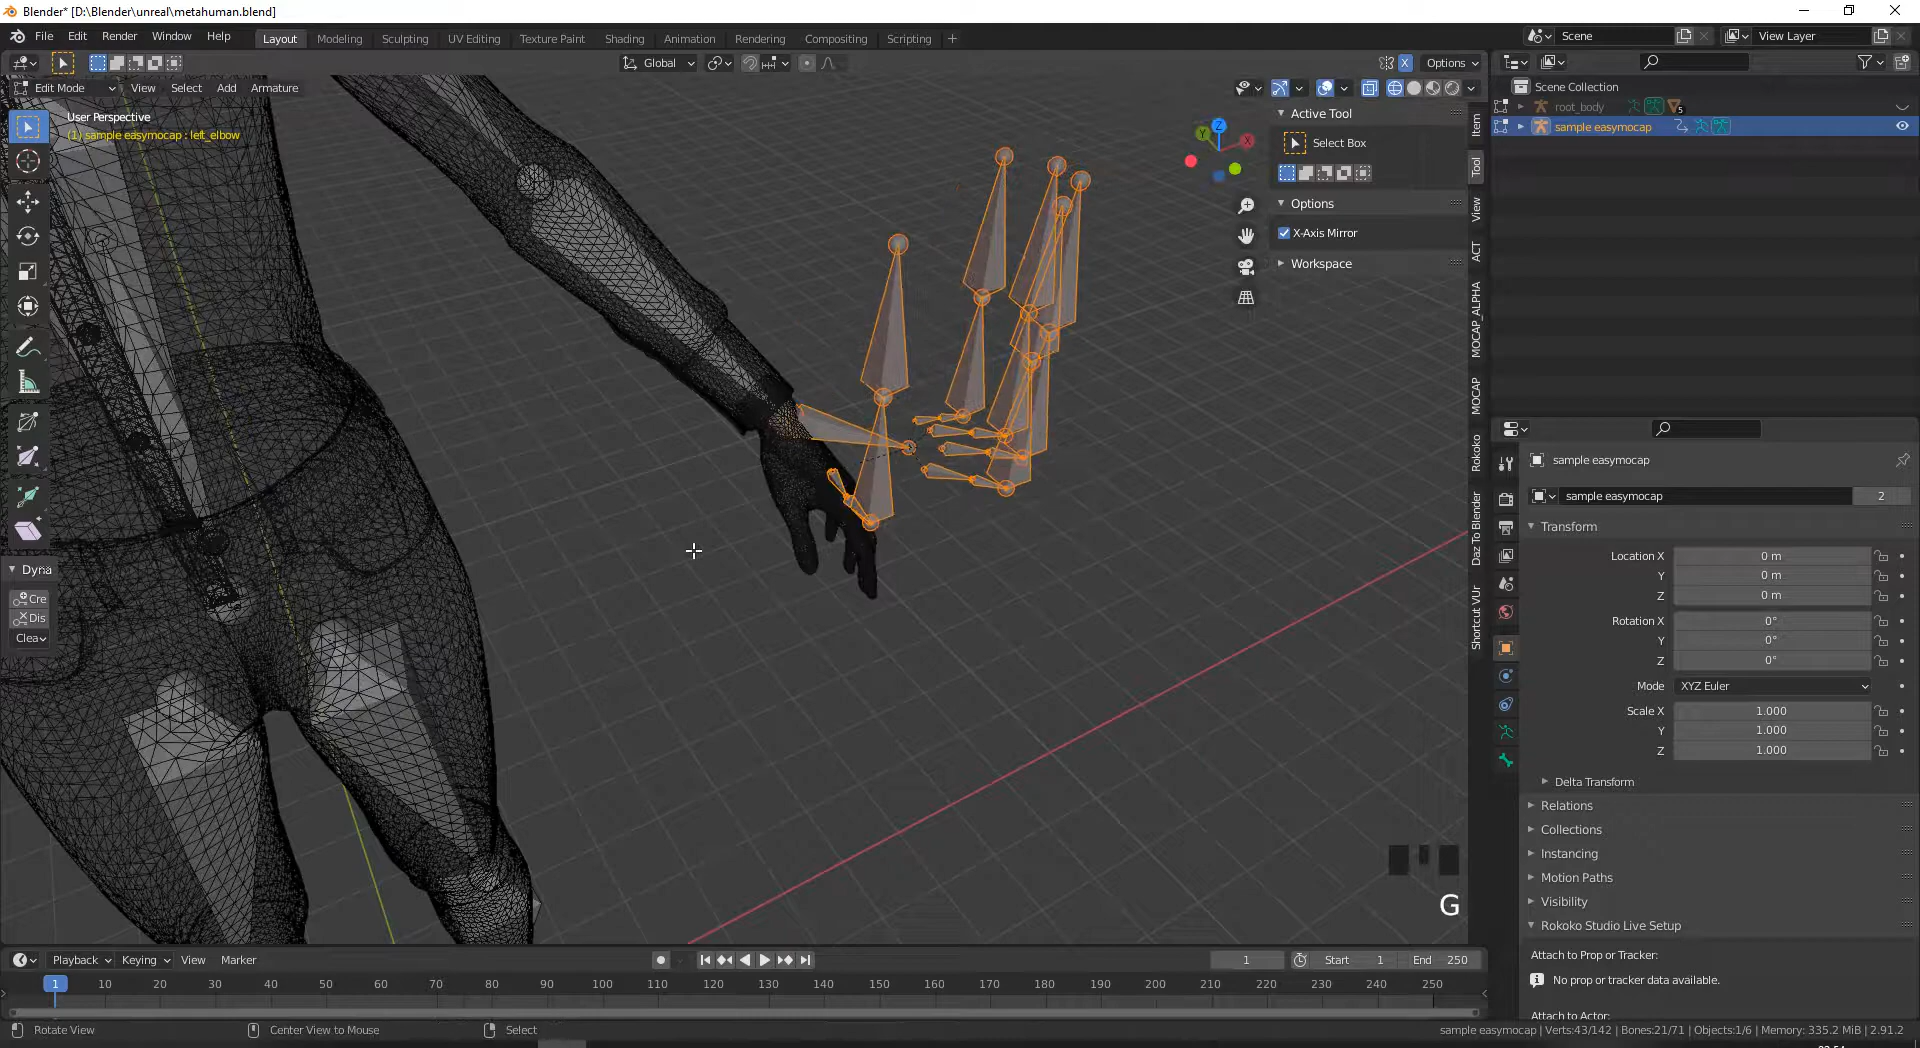 Blender* [D:\Blender\unreal\metahuman.blend]
File Edit Render Window Help Layout Modeling Sculpting UV Editing Texture Paint Shading Animation Rendering Compositing Scripting + Scene View Layer
Global Options X
Edit Mode View Select Add Armature
User Perspective
(1) sample easymocap : left_elbow
Z
Y
X
Active Tool
Select Box
Options
X-Axis Mirror
Workspace
Item
Tool
View
ACT
MOCAP_ALPHA
MOCAP
Rokoko
Daz To Blender
Shortcut VUr
Dyna
Cre
Dis
Clea
G
Scene Collection
root_body 5
sample easymocap
sample easymocap
sample easymocap 2
Transform
Location X 0 m
Y 0 m
Z 0 m
Rotation X 0°
Y 0°
Z 0°
Mode XYZ Euler
Scale X 1.000
Y 1.000
Z 1.000
Delta Transform
Relations
Collections
Instancing
Motion Paths
Visibility
Rokoko Studio Live Setup
Attach to Prop or Tracker:
No prop or tracker data available.
Attach to Actor:
Playback Keying View Marker 1 Start 1 End 250
1 10 20 30 40 50 60 70 80 90 100 110 120 130 140 150 160 170 180 190 200 210 220 230 240 250
Rotate View Center View to Mouse Select sample easymocap | Verts:43/142 | Bones:21/71 | Objects:1/6 | Memory: 335.2 MiB | 2.91.2